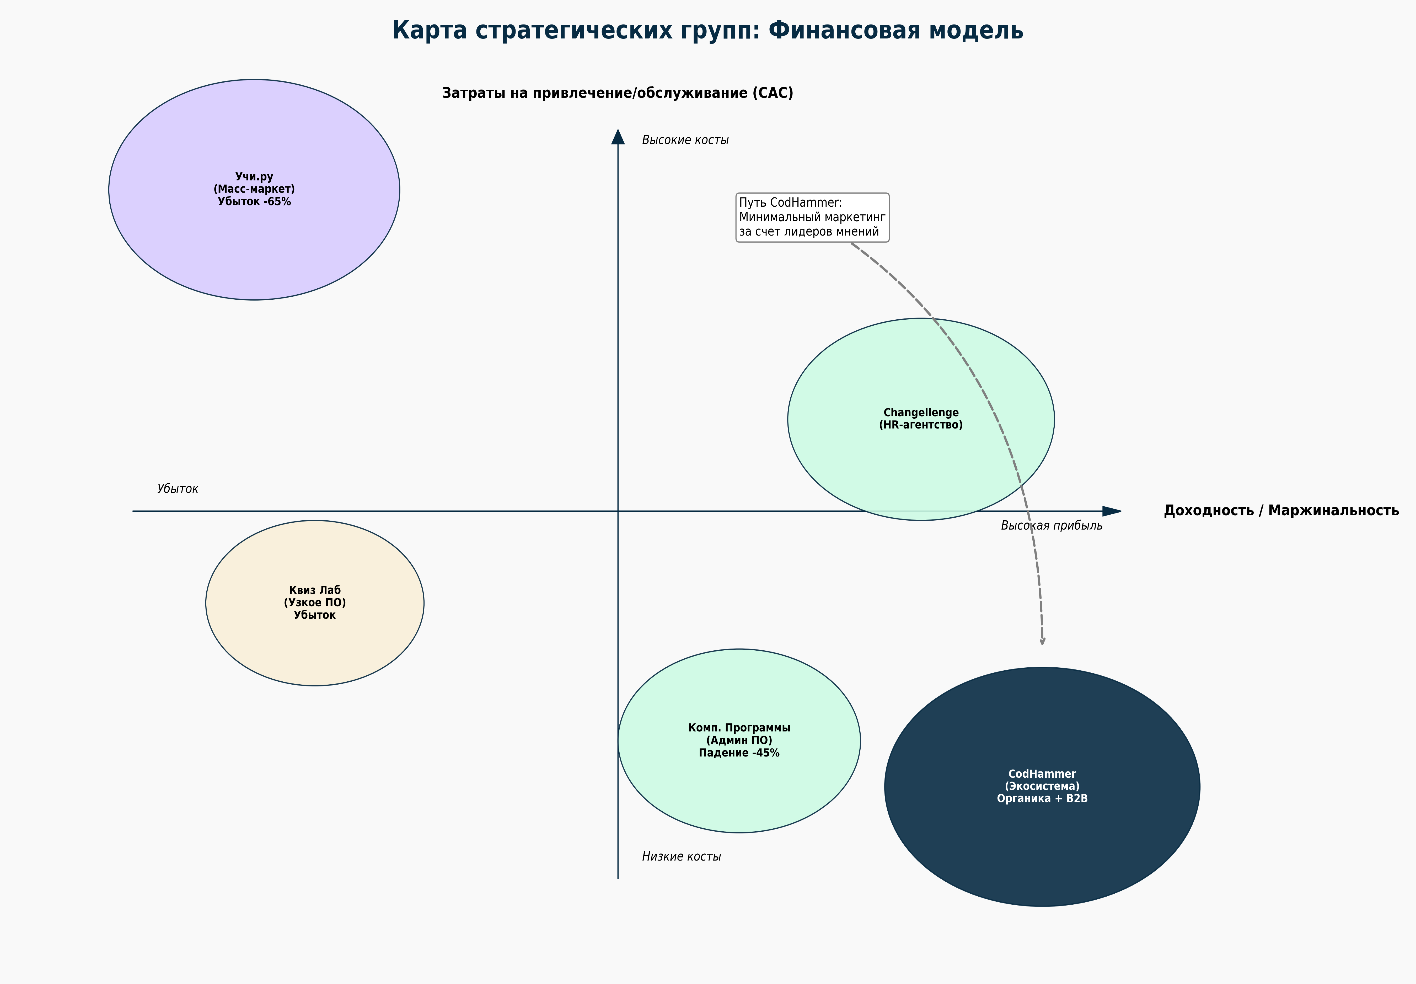 Карта стратегических групп: Финансовая модель
Затраты на привлечение/обслуживание (CAC)
Высокие косты
Учи.ру
(Масс-маркет)
Убыток -65%
Путь CodHammer:
Минимальный маркетинг
за счет лидеров мнений
Changellenge
(HR-агентство)
Убыток
Доходность / Маржинальность
Высокая прибыль
Квиз Лаб
(Узкое ПО)
Убыток
Комп. Программы
(Админ ПО)
Падение -45%
CodHammer
(Экосистема)
Органика + B2B
Низкие косты